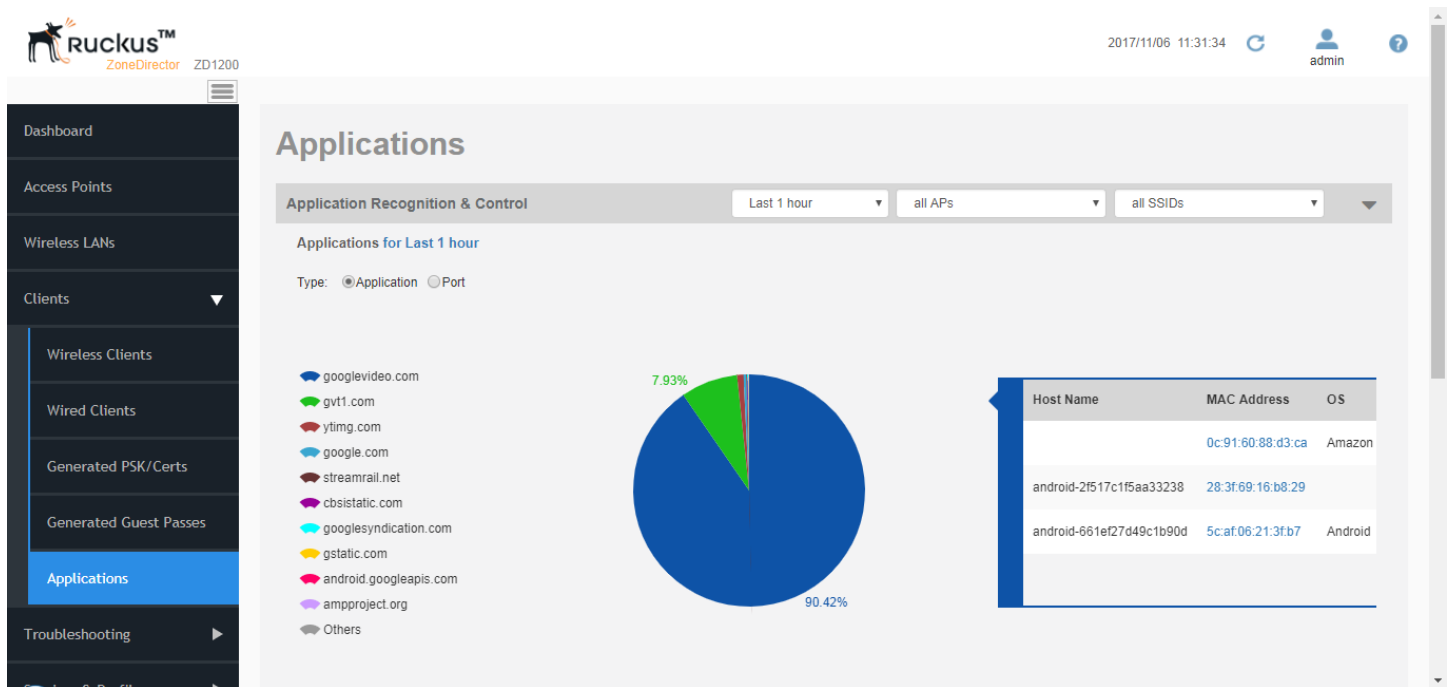 Ruckus™
ZoneDirector ZD1200
2017/11/06 11:31:34
admin
?
Dashboard
Access Points
Wireless LANs
Clients
Wireless Clients
Wired Clients
Generated PSK/Certs
Generated Guest Passes
Applications
Troubleshooting
Applications
Application Recognition & Control
Last 1 hour
all APs
all SSIDs
Applications for Last 1 hour
Type: Application Port
googlevideo.com
gvt1.com
ytimg.com
google.com
streamrail.net
cbsistatic.com
googlesyndication.com
gstatic.com
android.googleapis.com
ampproject.org
Others
7.93%
90.42%
Host Name MAC Address OS
0c:91:60:88:d3:ca Amazon
android-2f517c1f5aa33238 28:3f:69:16:b8:29
android-661ef27d49c1b90d 5c:af:06:21:3f:b7 Android